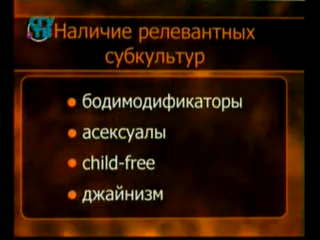 Наличие релевантных
субкультур
• бодимодификаторы
• асексуалы
• child-free
• джайнизм